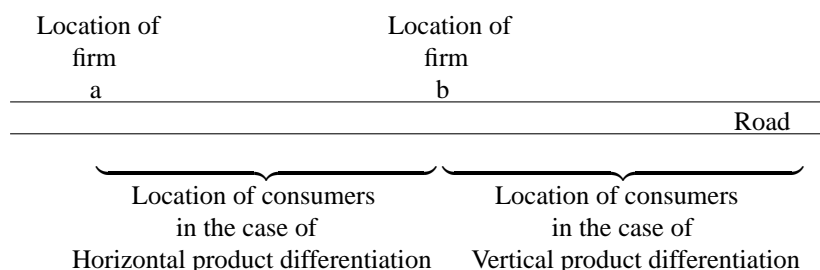 Location of
firm
a
Location of
firm
b
Road
Location of consumers
in the case of
Horizontal product differentiation
Location of consumers
in the case of
Vertical product differentiation